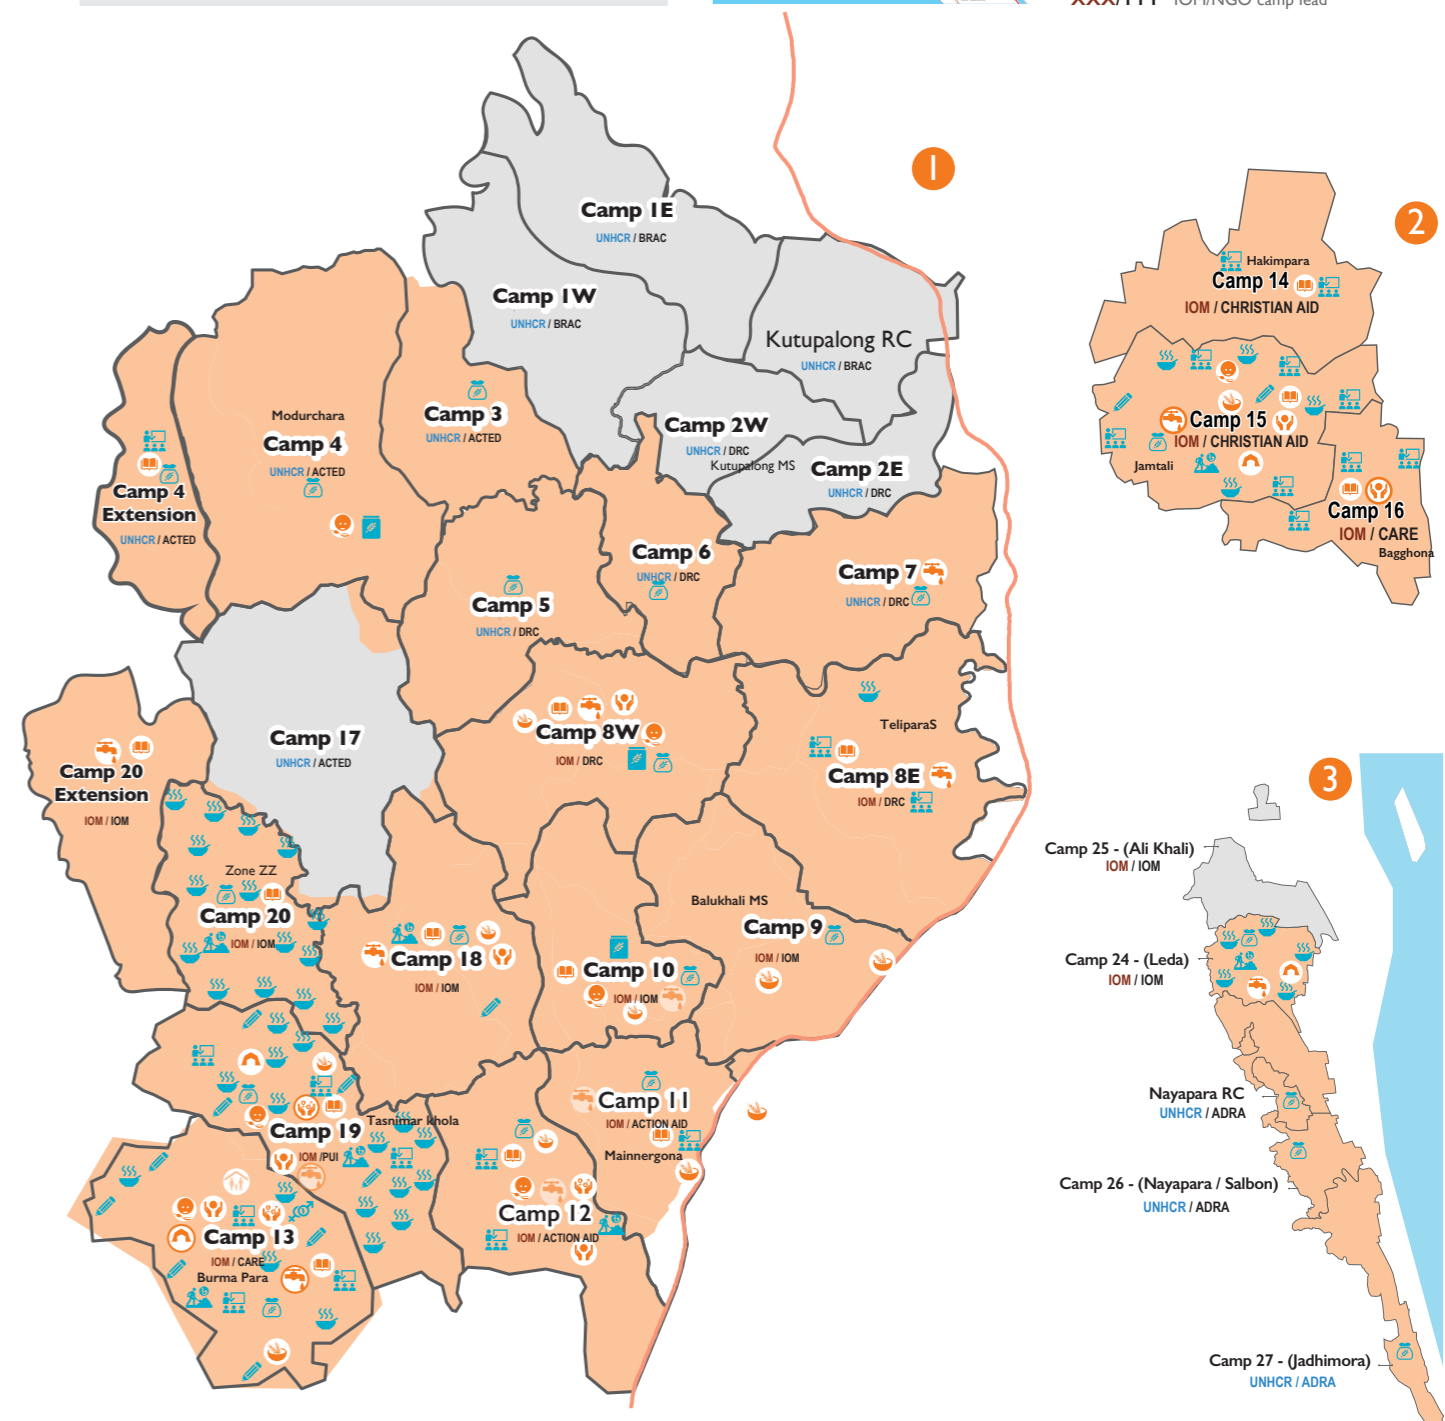 IOM/NGO camp lead
1
Camp 1E
UNHCR / BRAC
Camp 1W
UNHCR / BRAC
Kutupalong RC
UNHCR / BRAC
Modurchara
Camp 4
UNHCR / ACTED
Camp 3
UNHCR / ACTED
Camp 2W
UNHCR / DRC
Kutupalong MS
Camp 2E
UNHCR / DRC
Camp 4
Extension
UNHCR / ACTED
Camp 6
UNHCR / DRC
Camp 7
UNHCR / DRC
Camp 5
UNHCR / DRC
Camp 17
UNHCR / ACTED
Camp 8W
IOM / DRC
TeliparaS
Camp 8E
IOM / DRC
Camp 20
Extension
IOM / IOM
Zone ZZ
Camp 20
IOM / IOM
Camp 18
IOM / IOM
Balukhali MS
Camp 9
IOM / IOM
Camp 10
IOM / IOM
Camp 11
IOM / ACTION AID
Mainnergona
Tasnimar khola
Camp 19
IOM /PUI
Camp 12
IOM / ACTION AID
Camp 13
IOM / CARE
Burma Para
2
Hakimpara
Camp 14
IOM / CHRISTIAN AID
Camp 15
IOM / CHRISTIAN AID
Jamtali
Camp 16
IOM / CARE
Bagghona
3
Camp 25 - (Ali Khali)
IOM / IOM
Camp 24 - (Leda)
IOM / IOM
Nayapara RC
UNHCR / ADRA
Camp 26 - (Nayapara / Salbon)
UNHCR / ADRA
Camp 27 - (Jadhimora)
UNHCR / ADRA